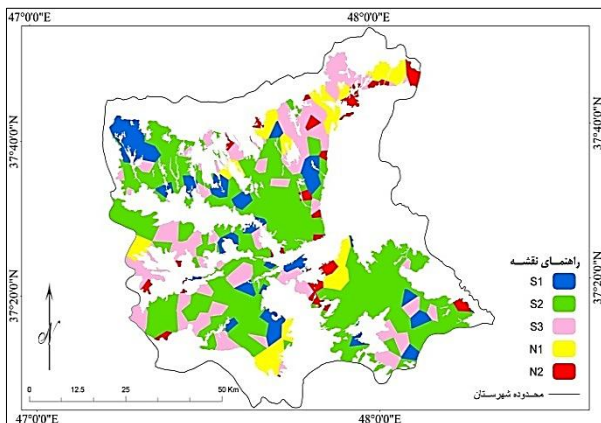 47°0'0"E 48°0'0"E
37°40'0"N 37°40'0"N
37°20'0"N 37°20'0"N
راهنمای نقشه
S1
S2
S3
N1
N2
محدوده شهرستان
N
0 12.5 25 50 Km
47°0'0"E 48°0'0"E